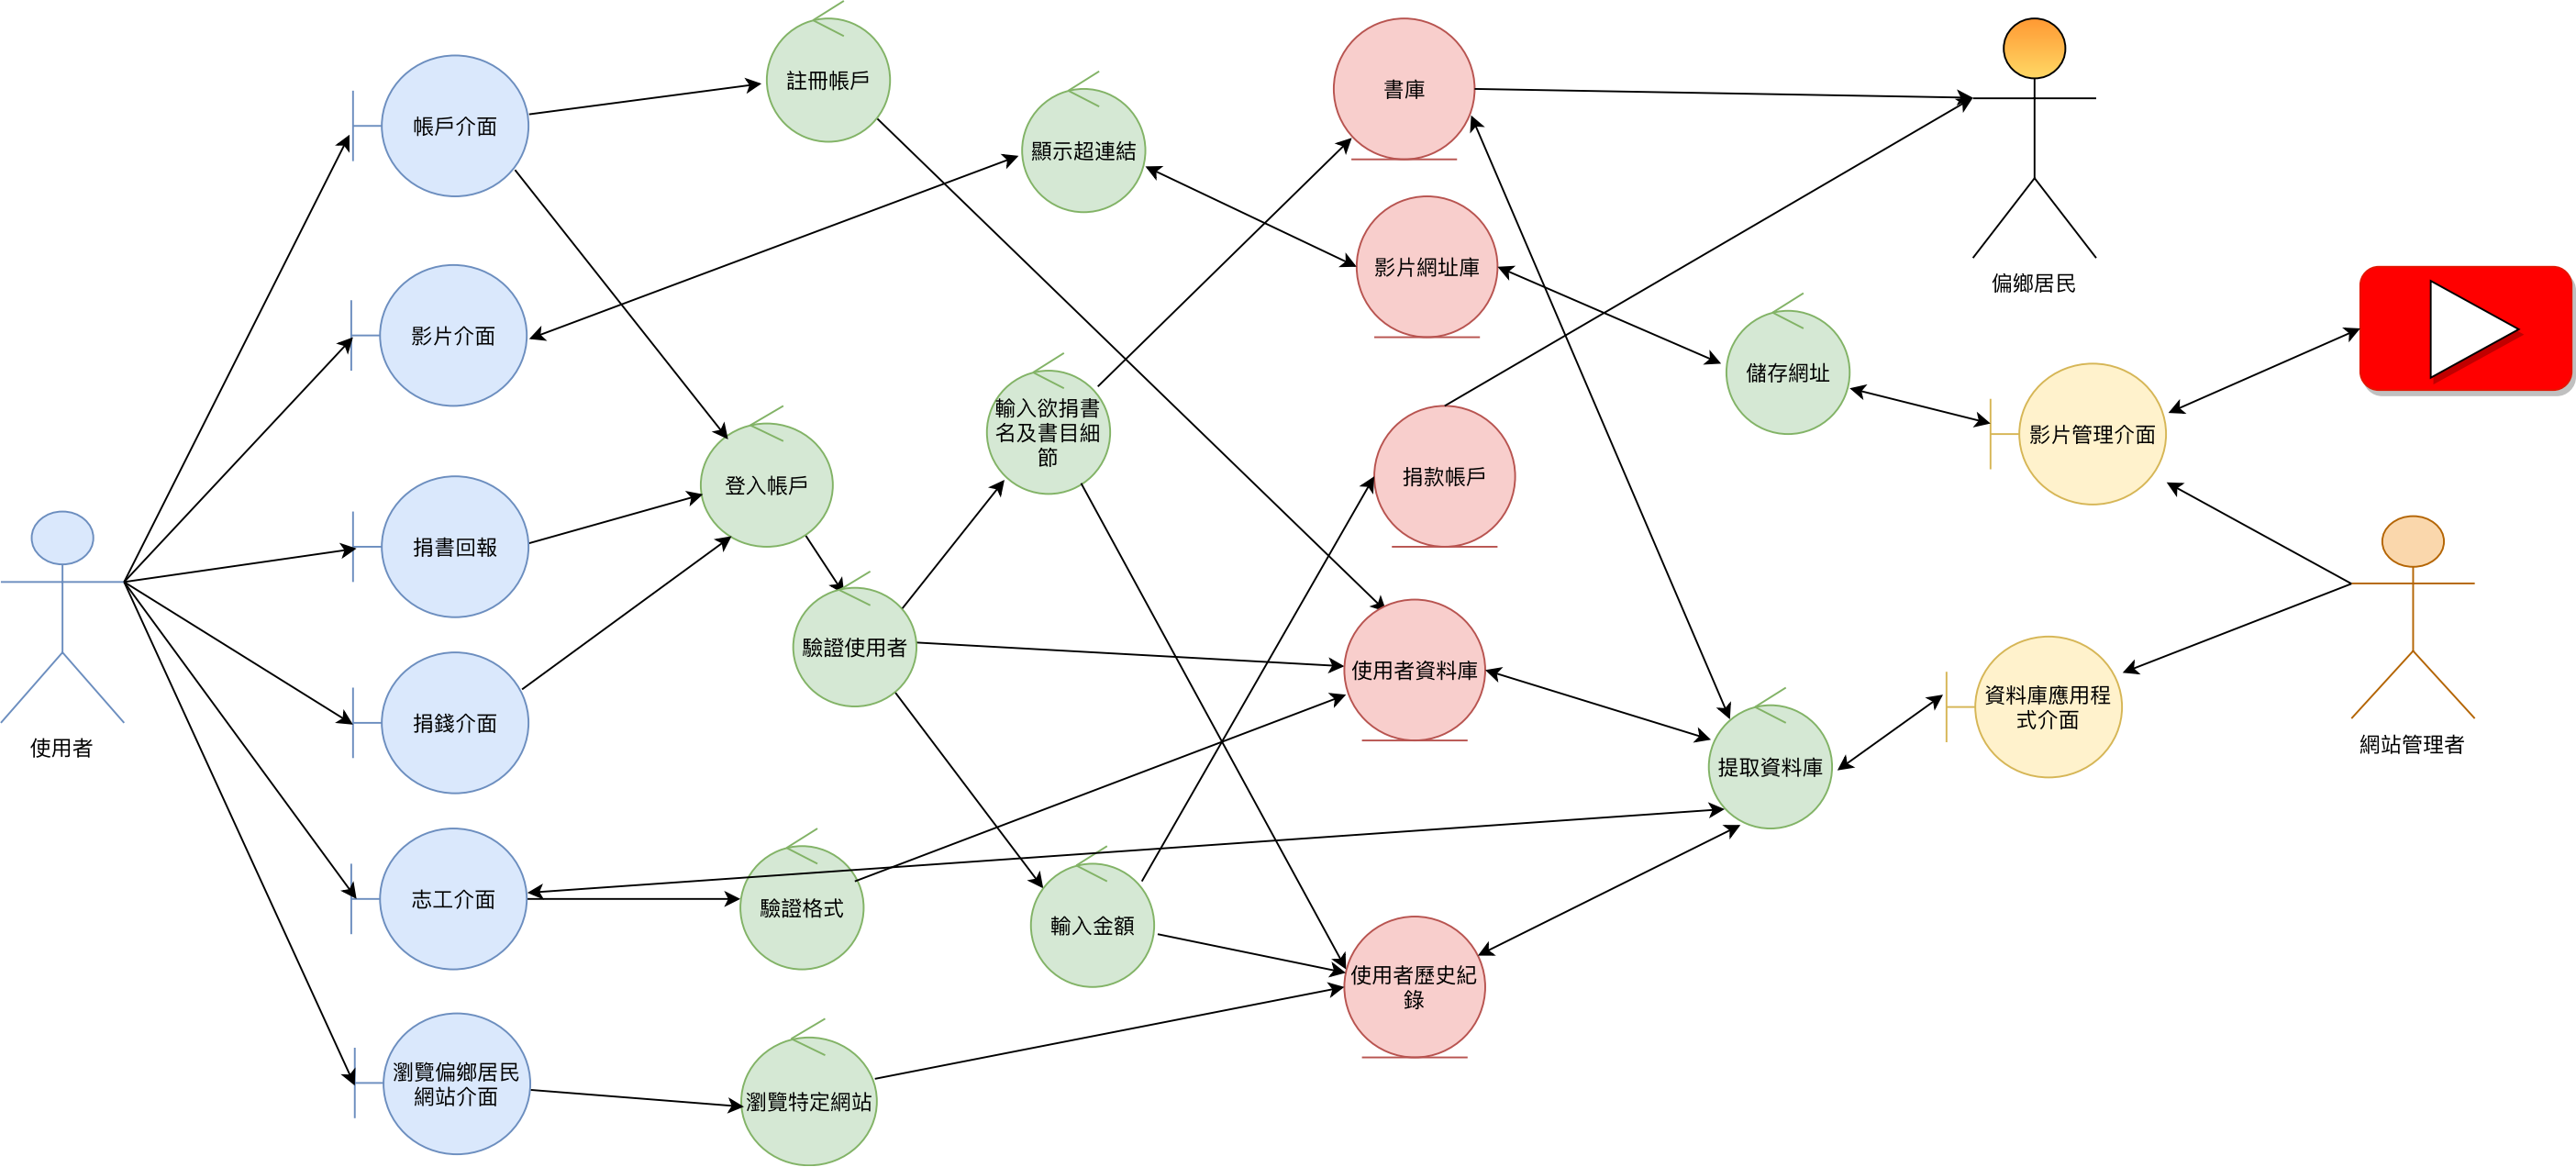 註冊帳戶
書庫
帳戶介面
顯示超連結
影片網址庫
偏鄉居民
影片介面
儲存網址
輸入欲捐書
名及書目細
節
影片管理介面
捐款帳戶
登入帳戶
捐書回報
驗證使用者
使用者資料庫
資料庫應用程
式介面
捐錢介面
使用者
網站管理者
提取資料庫
志工介面
驗證格式
輸入金額
使用者歷史紀
錄
瀏覽偏鄉居民
網站介面
瀏覽特定網站